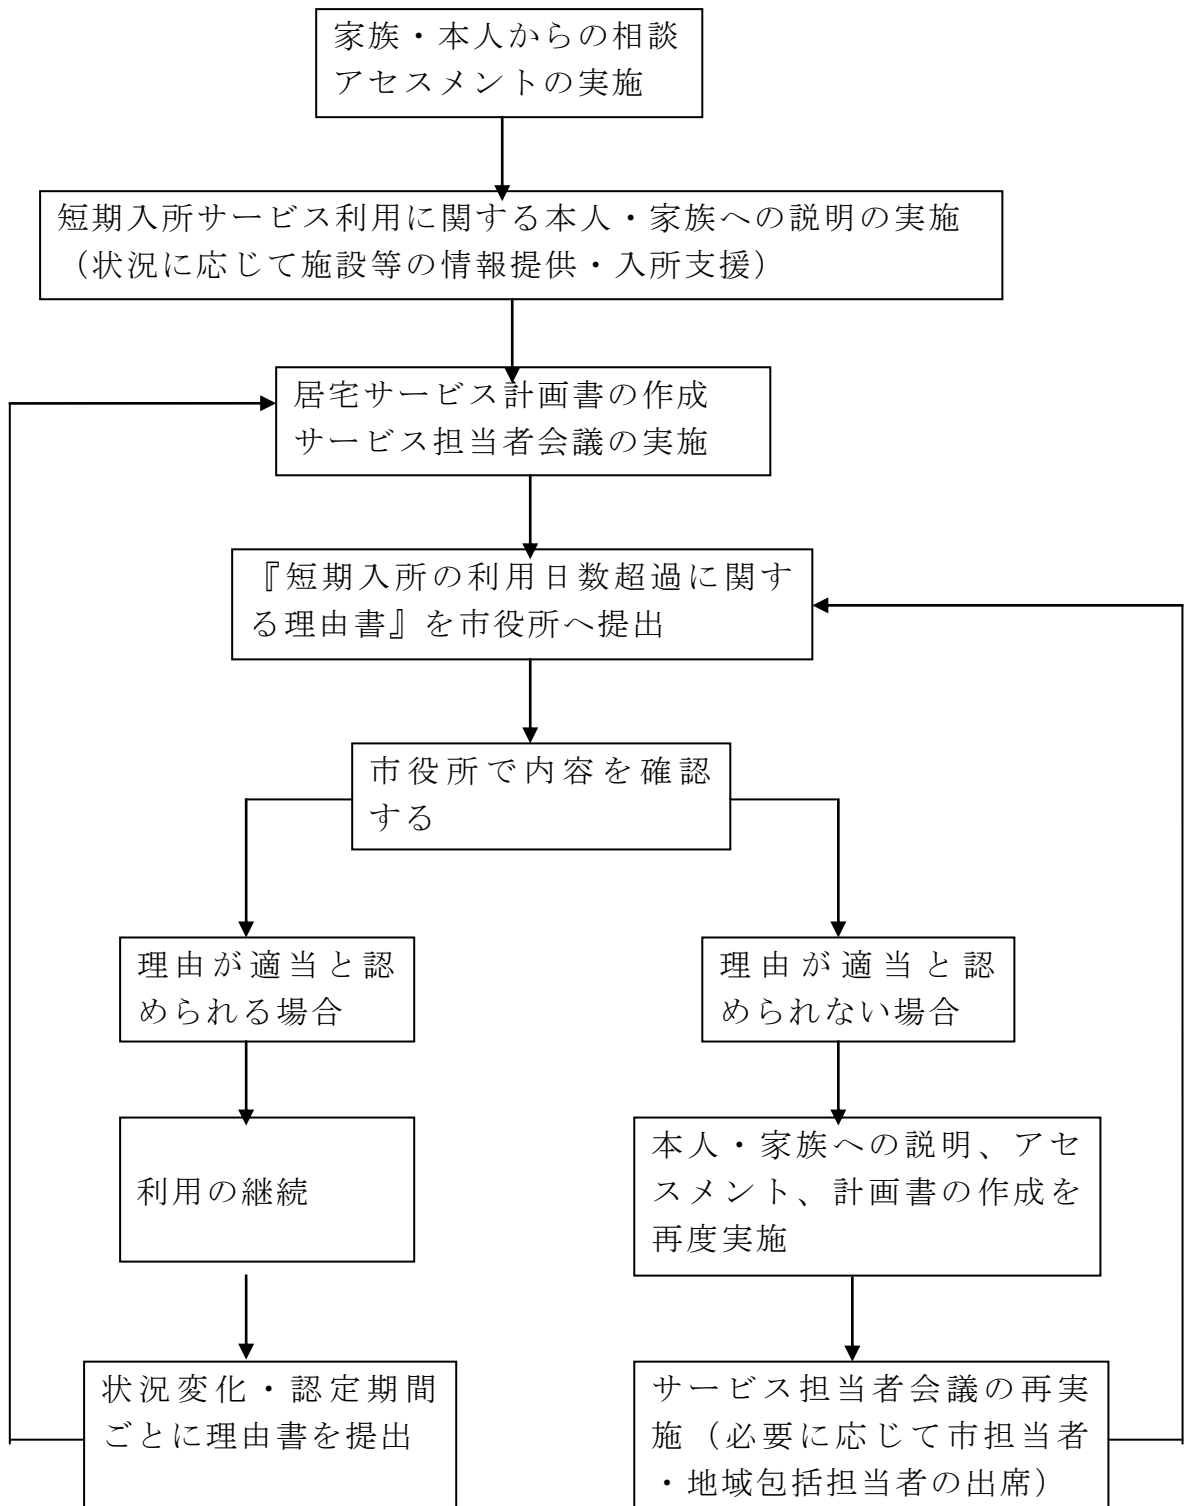 家族・本人からの相談
アセスメントの実施
短期入所サービス利用に関する本人・家族への説明の実施
（状況に応じて施設等の情報提供・入所支援）
居宅サービス計画書の作成
サービス担当者会議の実施
『短期入所の利用日数超過に関す
る理由書』を市役所へ提出
市役所で内容を確認
する
理由が適当と認
められる場合
理由が適当と認
められない場合
利用の継続
本人・家族への説明、アセ
スメント、計画書の作成を
再度実施
状況変化・認定期間
ごとに理由書を提出
サービス担当者会議の再実
施（必要に応じて市担当者
・地域包括担当者の出席）